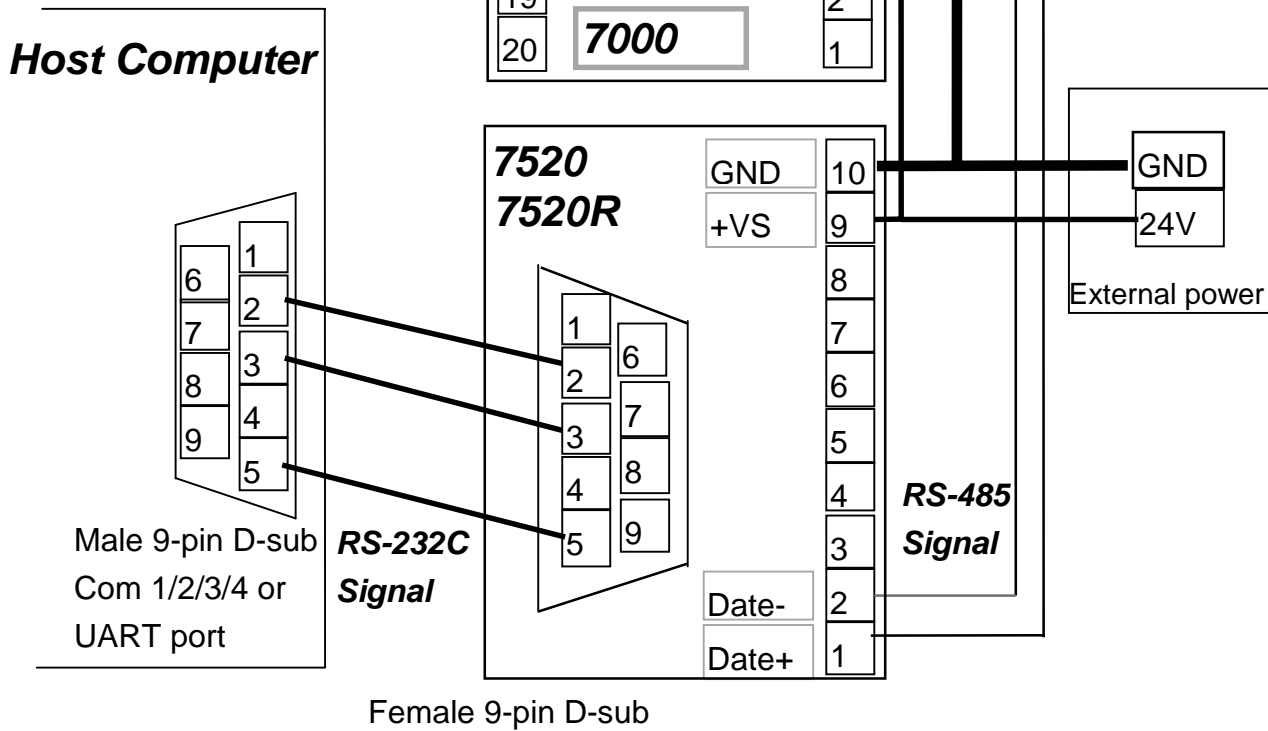 19
2
20
7000
1
Host Computer
7520
7520R
GND
10
+VS
9
8
7
6
5
4
3
Date-
2
Date+
1
GND
24V
External power
1
6
2
7
3
8
4
9
5
1
6
2
7
3
8
4
9
5
RS-485
Signal
RS-232C
Signal
Male 9-pin D-sub
Com 1/2/3/4 or
UART port
Female 9-pin D-sub